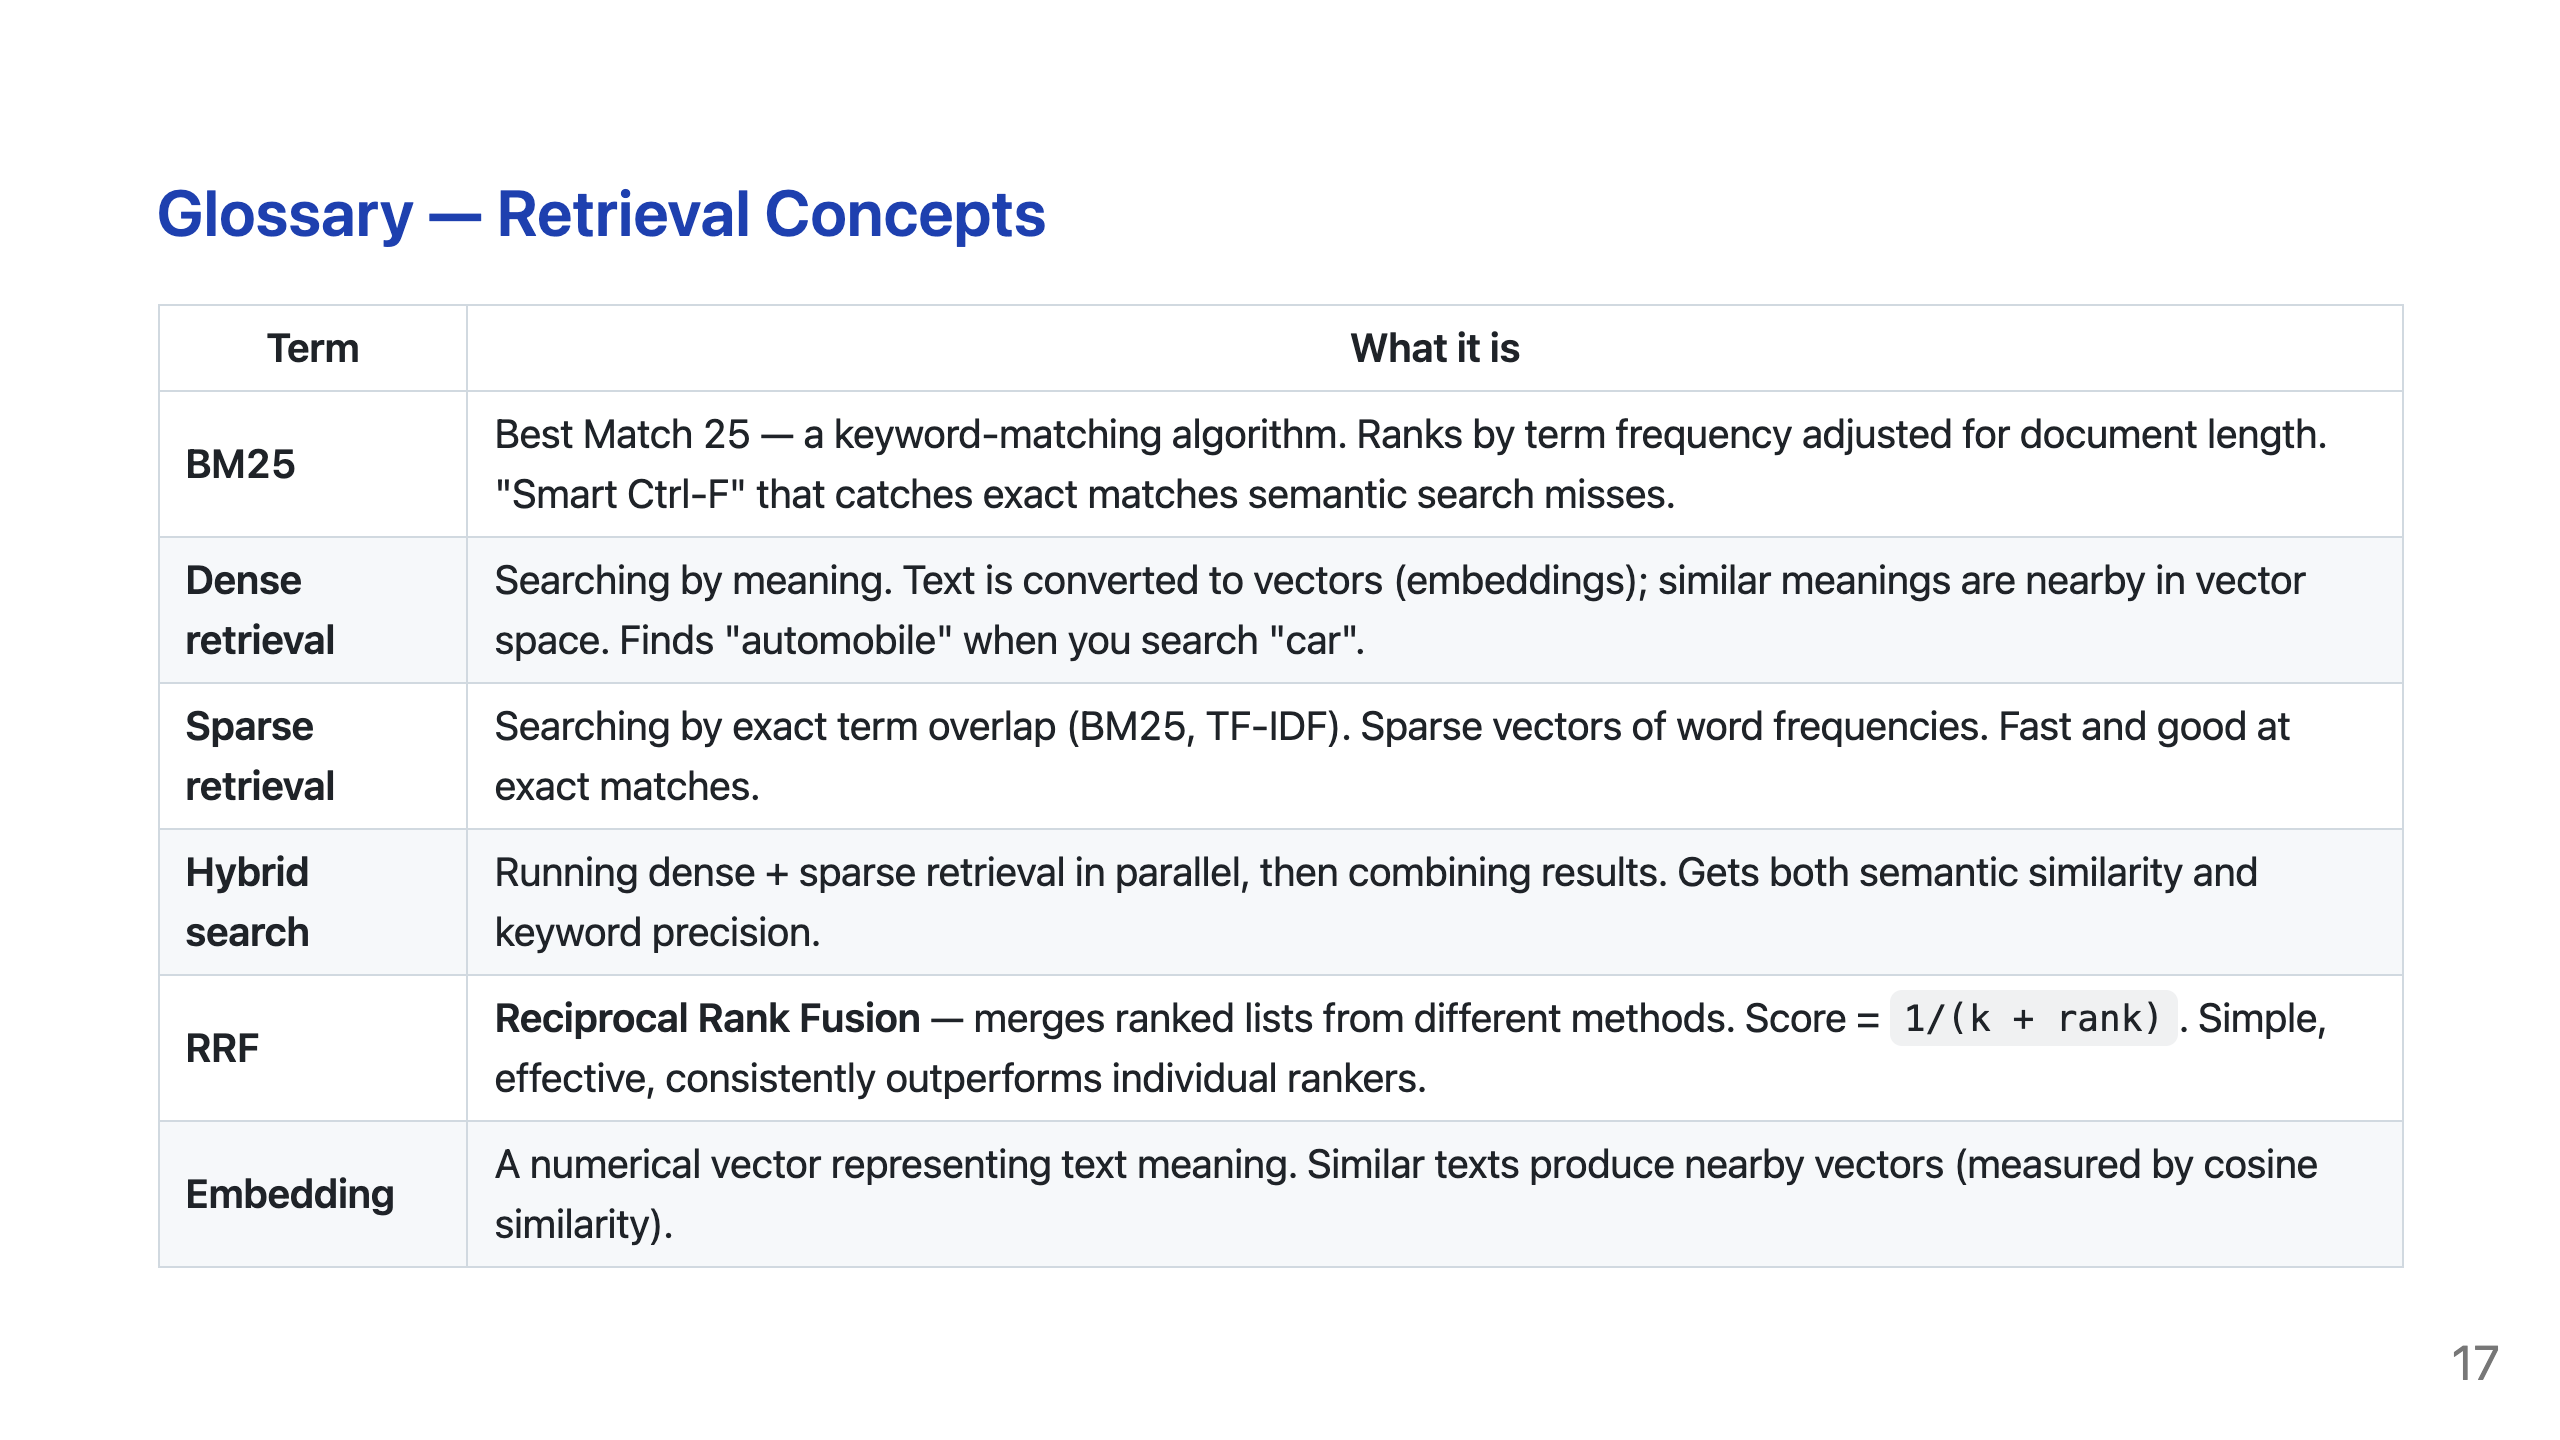 Glossary — Retrieval Concepts
Term
What it is
BM25
Best Match 25 — a keyword-matching algorithm. Ranks by term frequency adjusted for document length.
"Smart Ctrl-F" that catches exact matches semantic search misses.
Dense
retrieval
Searching by meaning. Text is converted to vectors (embeddings); similar meanings are nearby in vector
space. Finds "automobile" when you search "car".
Sparse
retrieval
Searching by exact term overlap (BM25, TF-IDF). Sparse vectors of word frequencies. Fast and good at
exact matches.
Hybrid
search
Running dense + sparse retrieval in parallel, then combining results. Gets both semantic similarity and
keyword precision.
RRF
Reciprocal Rank Fusion — merges ranked lists from different methods. Score = 1/(k + rank) . Simple,
effective, consistently outperforms individual rankers.
Embedding
A numerical vector representing text meaning. Similar texts produce nearby vectors (measured by cosine
similarity).
17